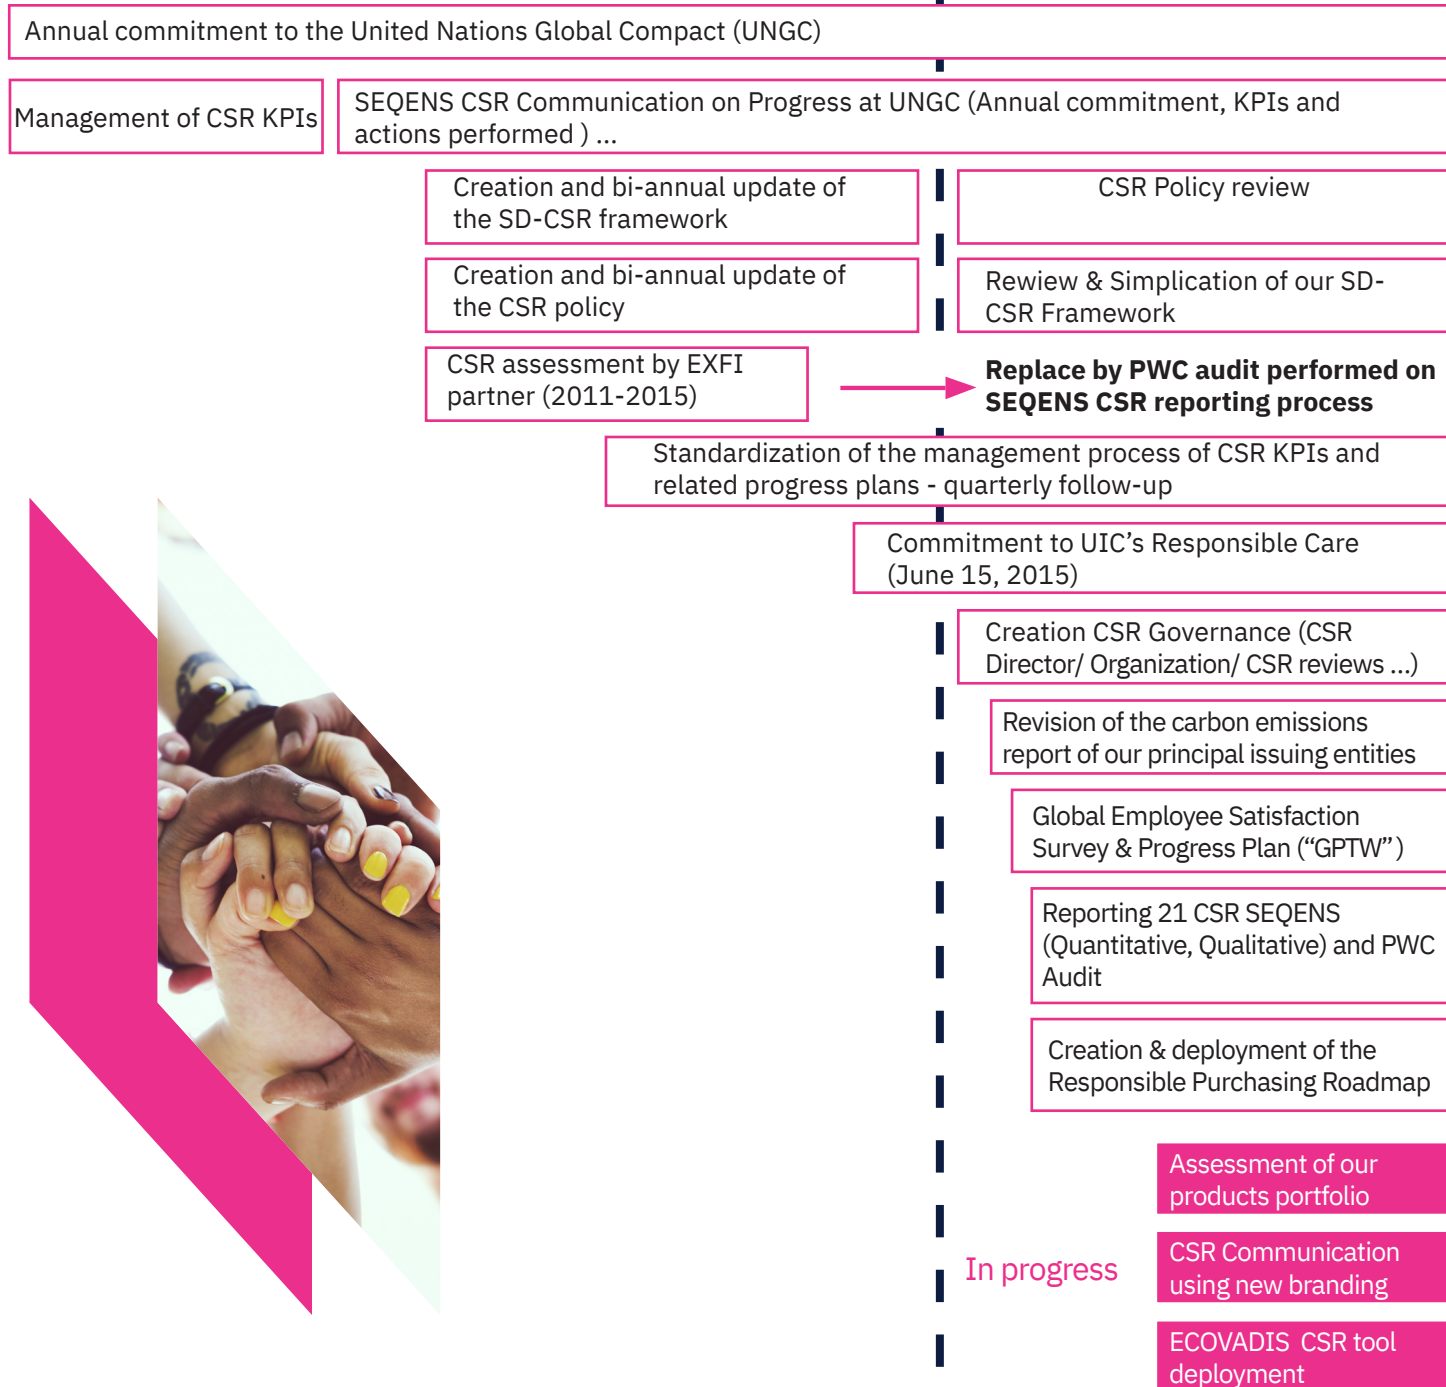 Annual commitment to the United Nations Global Compact (UNGC)
Management of CSR KPIs
SEQENS CSR Communication on Progress at UNGC (Annual commitment, KPIs and
actions performed ) ...
Creation and bi-annual update of
the SD-CSR framework
CSR Policy review
Creation and bi-annual update of
the CSR policy
Rewiew & Simplication of our SD-
CSR Framework
CSR assessment by EXFI
partner (2011-2015)
Replace by PWC audit performed on
SEQENS CSR reporting process
Standardization of the management process of CSR KPIs and
related progress plans - quarterly follow-up
Commitment to UIC’s Responsible Care
(June 15, 2015)
Creation CSR Governance (CSR
Director/ Organization/ CSR reviews ...)
Revision of the carbon emissions
report of our principal issuing entities
Global Employee Satisfaction
Survey & Progress Plan (“GPTW” )
Reporting 21 CSR SEQENS
(Quantitative, Qualitative) and PWC
Audit
Creation & deployment of the
Responsible Purchasing Roadmap
In progress
Assessment of our
products portfolio
CSR Communication
using new branding
ECOVADIS  CSR tool
deployment